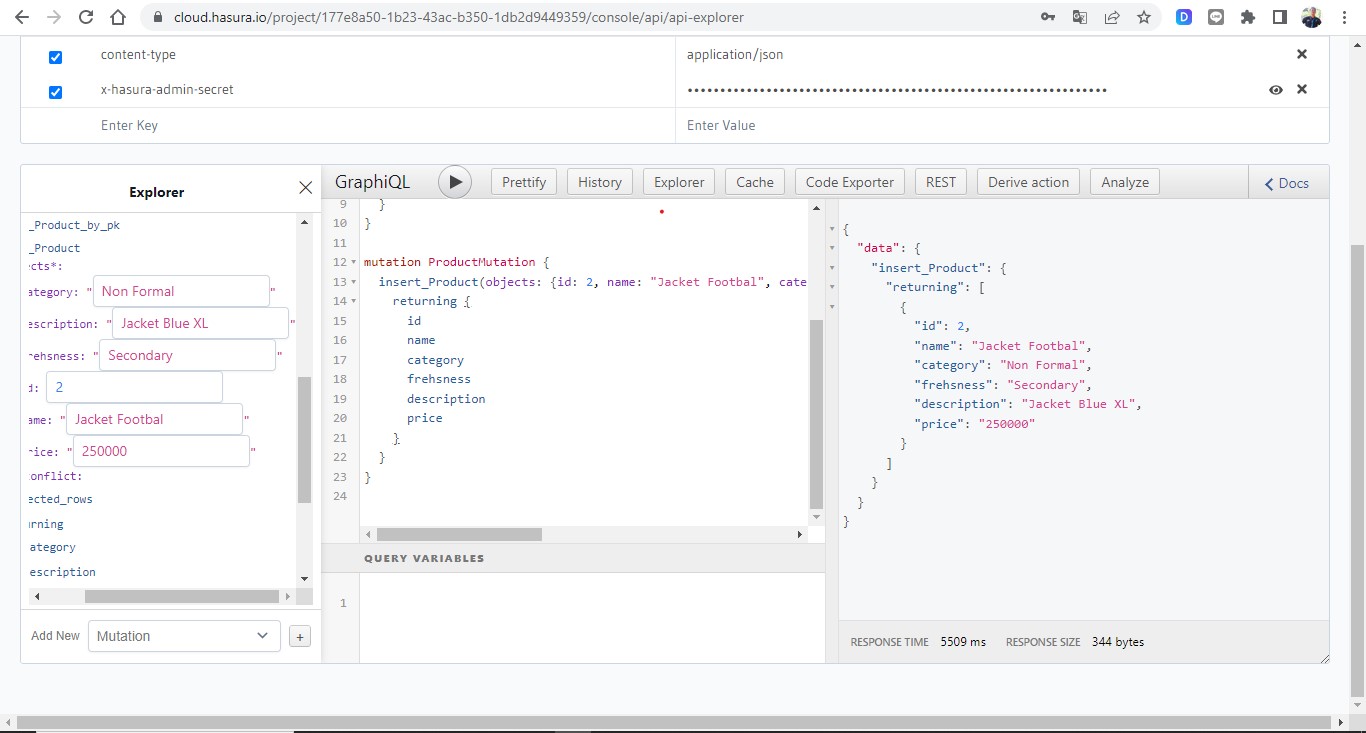 cloud.hasura.io/project/177e8a50-1b23-43ac-b350-1db2d9449359/console/api/api-explorer
content-type
application/json
x-hasura-admin-secret
••••••••••••••••••••••••••••••••••••••••••••••••••••••••••••••••
Enter Key
Enter Value
Explorer
GraphiQL
Prettify
History
Explorer
Cache
Code Exporter
REST
Derive action
Analyze
Docs
_Product_by_pk
_Product
cts*:
ategory: "Non Formal"
escription: "Jacket Blue XL"
rehsness: "Secondary"
d: 2
ame: "Jacket Footbal"
rice: "250000"
onflict:
ected_rows
rning
ategory
escription
Add New
Mutation
+
9 }
10 }
11
12 mutation ProductMutation {
13 insert_Product(objects: {id: 2, name: "Jacket Footbal", cate
14 returning {
15 id
16 name
17 category
18 frehsness
19 description
20 price
21 }
22 }
23 }
24
QUERY VARIABLES
1
{
"data": {
"insert_Product": {
"returning": [
{
"id": 2,
"name": "Jacket Footbal",
"category": "Non Formal",
"frehsness": "Secondary",
"description": "Jacket Blue XL",
"price": "250000"
}
]
}
}
}
RESPONSE TIME 5509 ms RESPONSE SIZE 344 bytes